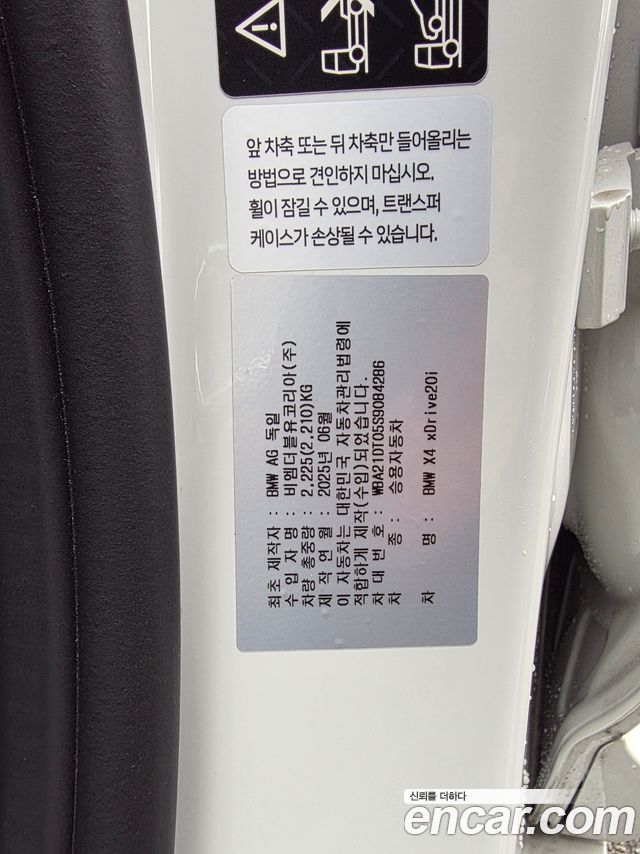 앞 차축 또는 뒤 차축만 들어올리는
방법으로 견인하지 마십시오.
휠이 잠길 수 있으며, 트랜스퍼
케이스가 손상될 수 있습니다.
최초 제작자 : BMW AG 독일
수 입 자 명 : 비엠더블유코리아(주)
차량 총중량 : 2,225(2,210)KG
제 작 연 월 : 2025년 06월
이 자동차는 대한민국 자동차관리법령에
적합하게 제작(수입)되었습니다.
차 대 번 호 : WBA21DT05S9D84286
차 종 : 승용자동차
차 명 : BMW X4 xDrive20i
신뢰를 더하다
encar.com